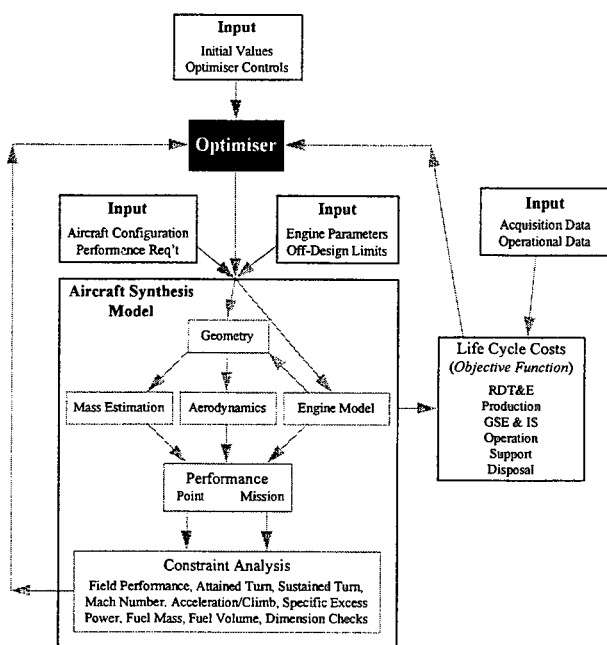 Input
Initial Values
Optimiser Controls
Optimiser
Input
Aircraft Configuration
Performance Req't
Input
Engine Parameters
Off-Design Limits
Input
Acquisition Data
Operational Data
Aircraft Synthesis
Model
Geometry
Mass Estimation
Aerodynamics
Engine Model
Performance
Point Mission
Constraint Analysis
Field Performance, Attained Turn, Sustained Turn,
Mach Number, Acceleration/Climb, Specific Excess
Power, Fuel Mass, Fuel Volume, Dimension Checks
Life Cycle Costs
(Objective Function)
RDT&E
Production
GSE & IS
Operation
Support
Disposal